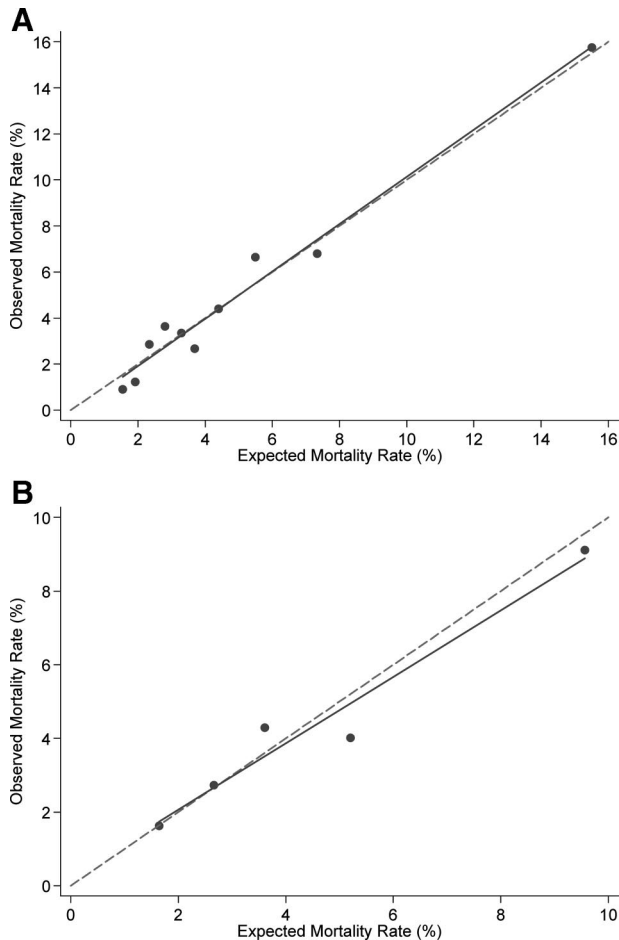 A
16
14
12
10
8
6
4
2
0
Observed Mortality Rate (%)
0 2 4 6 8 10 12 14 16
Expected Mortality Rate (%)
B
10
8
6
4
2
0
Observed Mortality Rate (%)
0 2 4 6 8 10
Expected Mortality Rate (%)